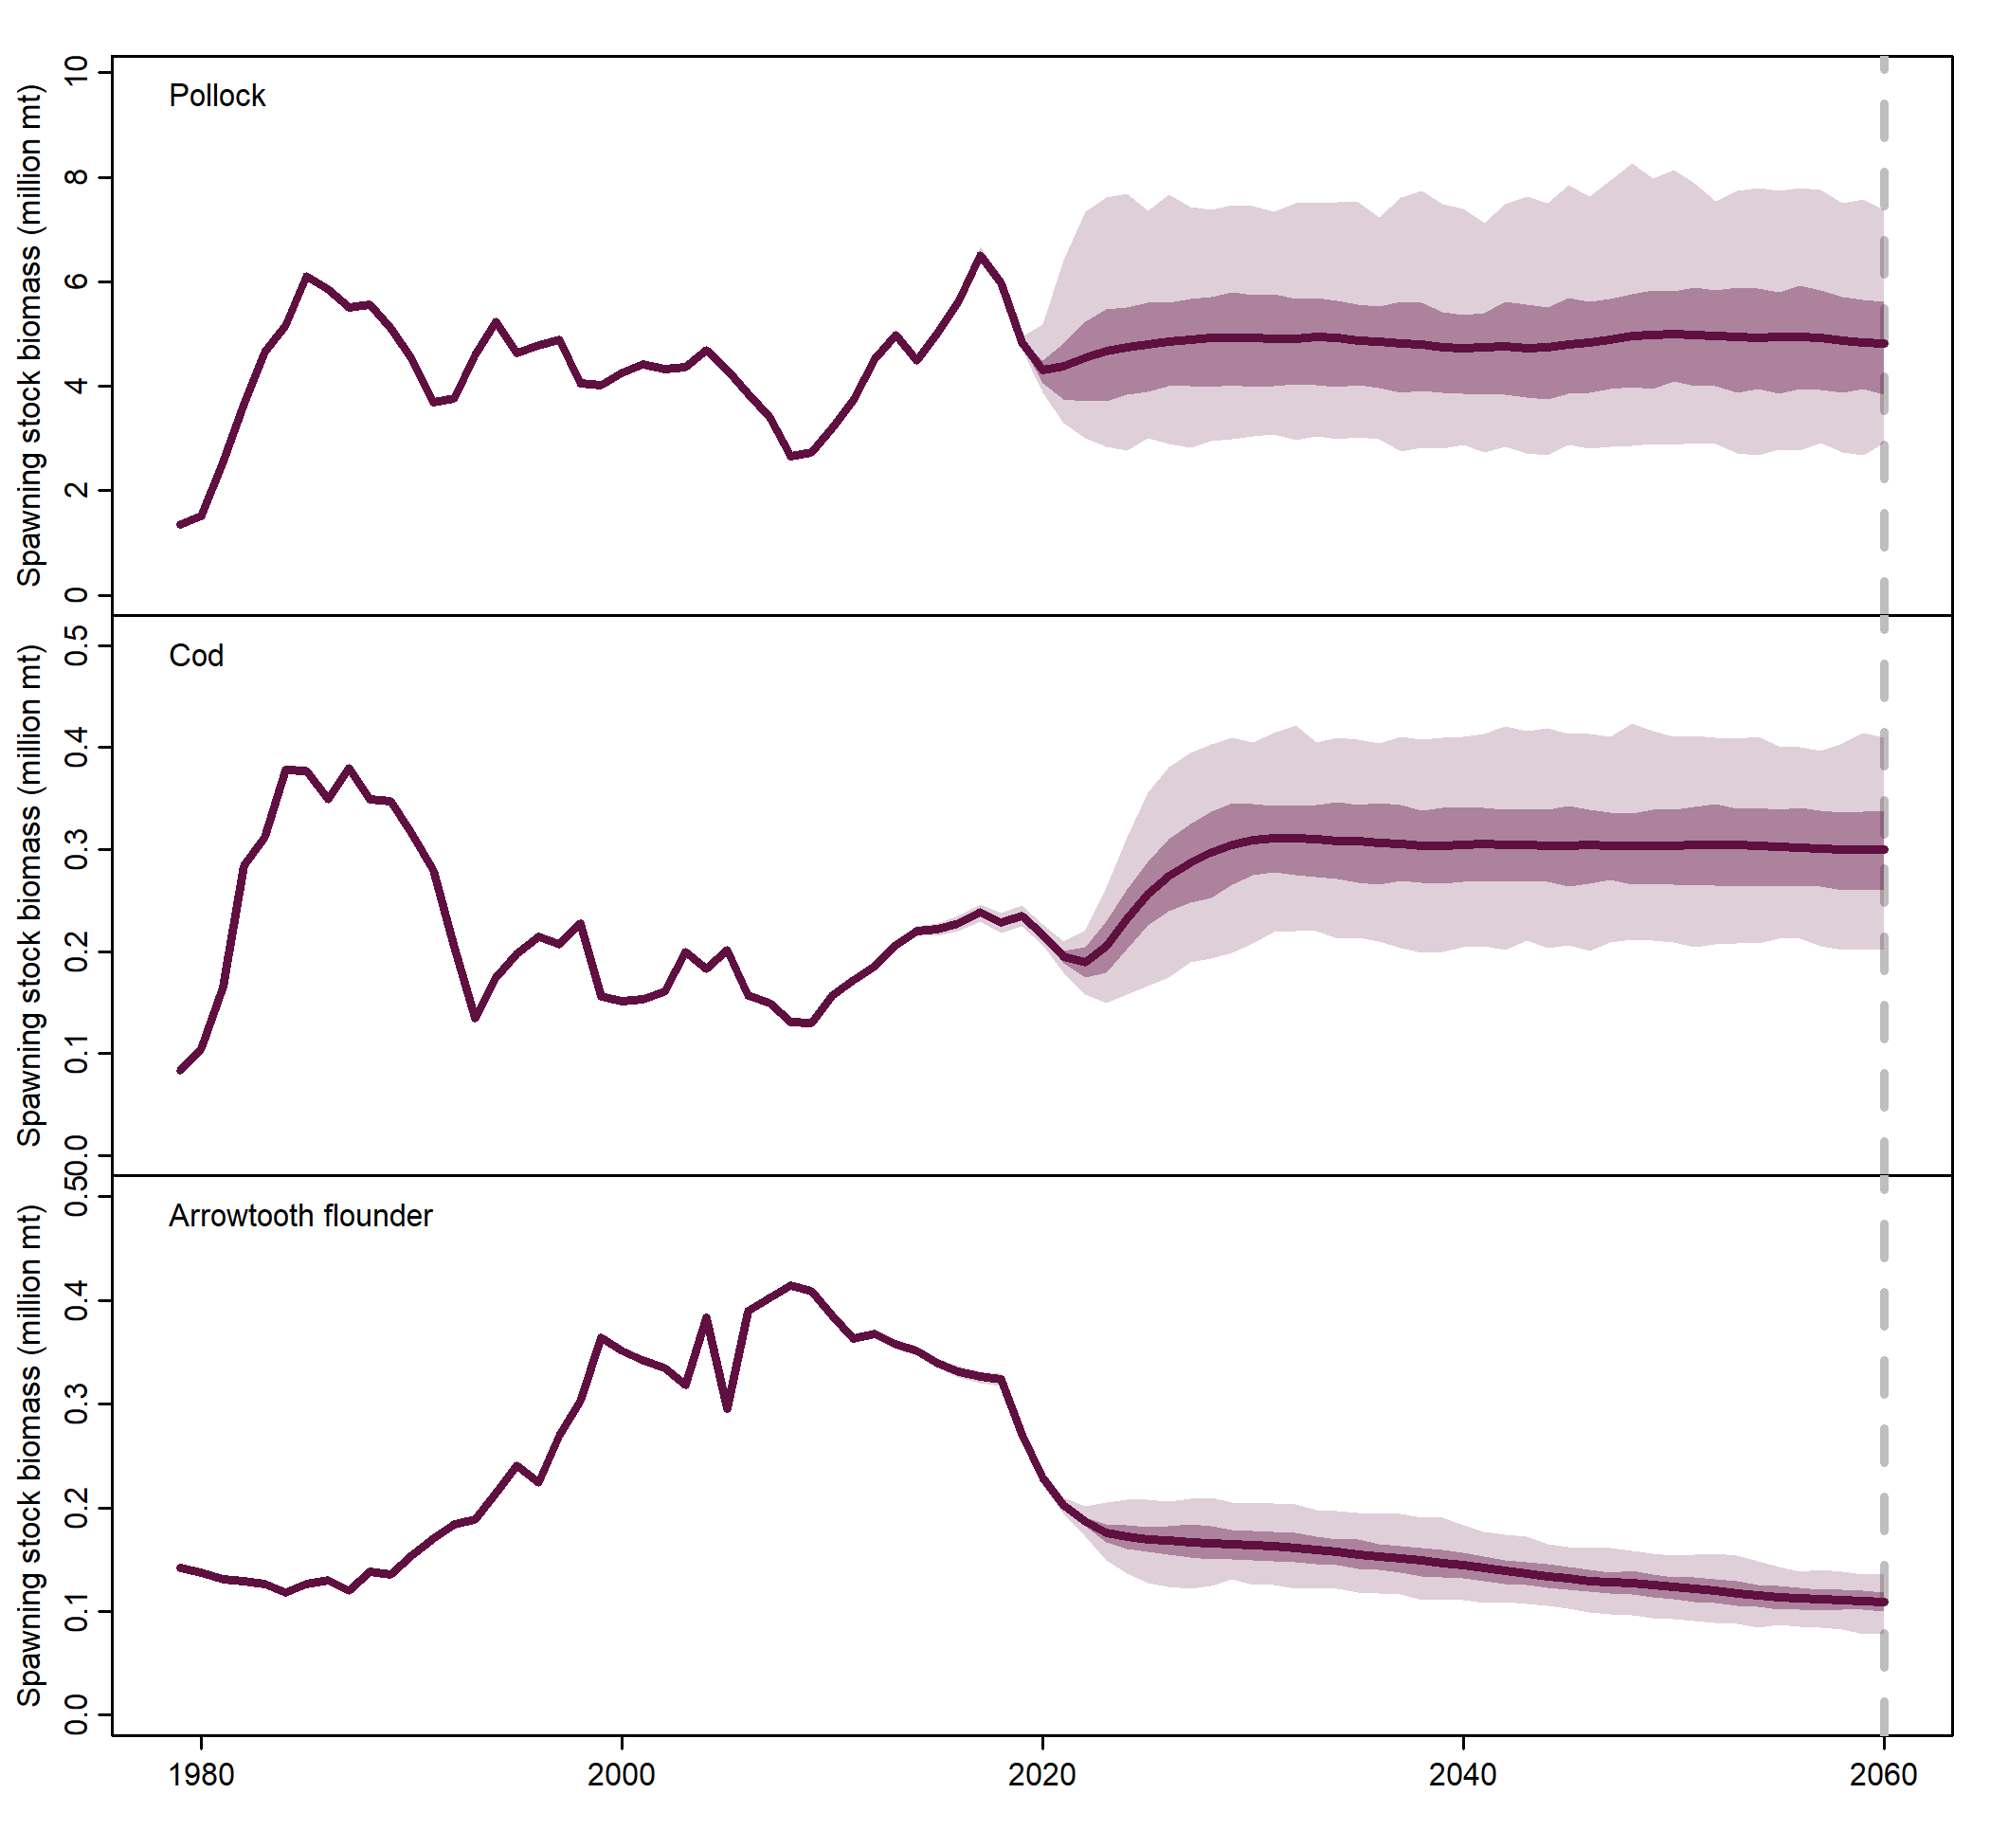 Pollock
Spawning stock biomass (million mt)
10
8
6
4
2
0
Cod
Spawning stock biomass (million mt)
0.5
0.4
0.3
0.2
0.1
0.0
Arrowtooth flounder
Spawning stock biomass (million mt)
0.5
0.4
0.3
0.2
0.1
0.0
1980 2000 2020 2040 2060